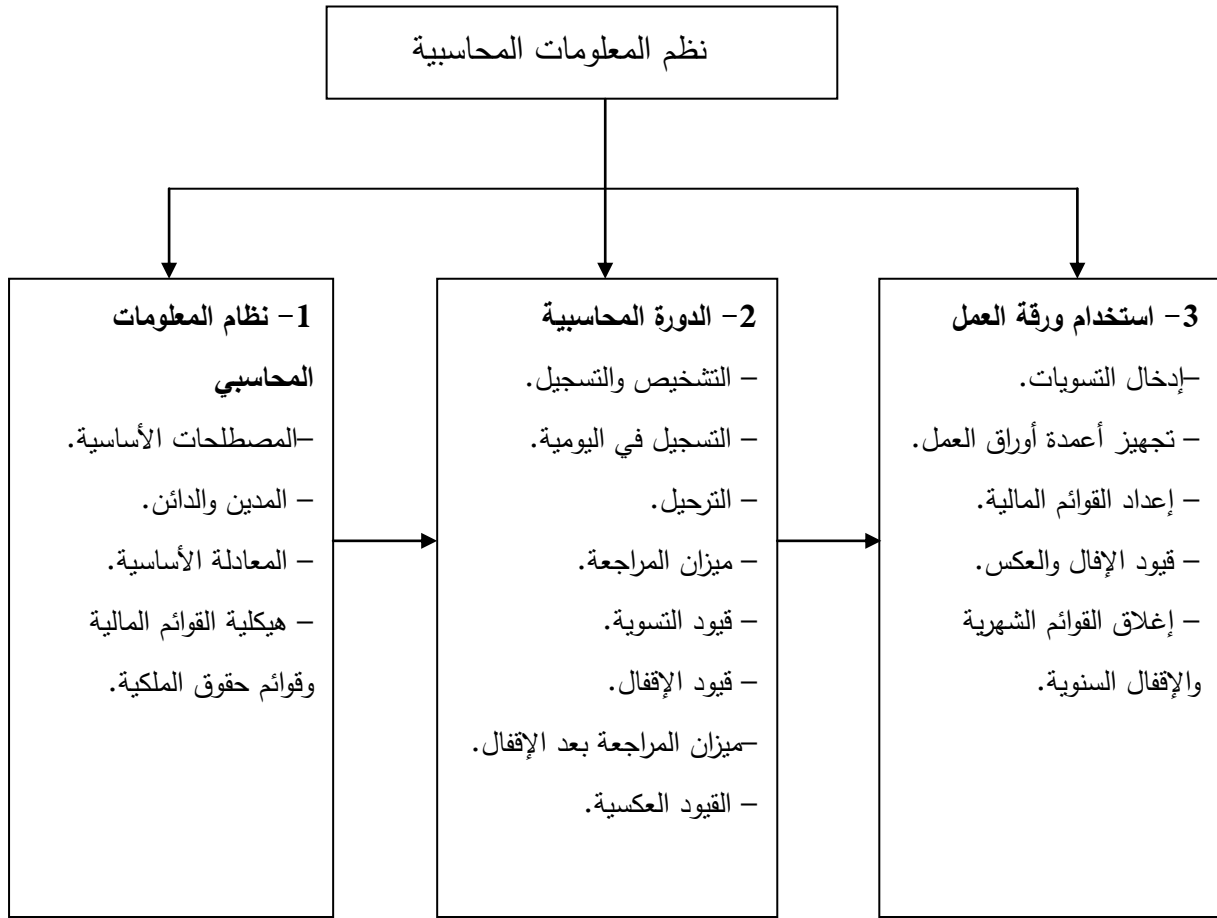 نظم المعلومات المحاسبية
1- نظام المعلومات
المحاسبي
–المصطلحات الأساسية.
– المدين والدائن.
– المعادلة الأساسية.
– هيكلية القوائم المالية
وقوائم حقوق الملكية.
2- الدورة المحاسبية
– التشخيص والتسجيل.
– التسجيل في اليومية.
– الترحيل.
– ميزان المراجعة.
– قيود التسوية.
– قيود الإقفال.
–ميزان المراجعة بعد الإقفال.
– القيود العكسية.
3- استخدام ورقة العمل
–إدخال التسويات.
– تجهيز أعمدة أوراق العمل.
– إعداد القوائم المالية.
– قيود الإفال والعكس.
– إغلاق القوائم الشهرية
والإقفال السنوية.